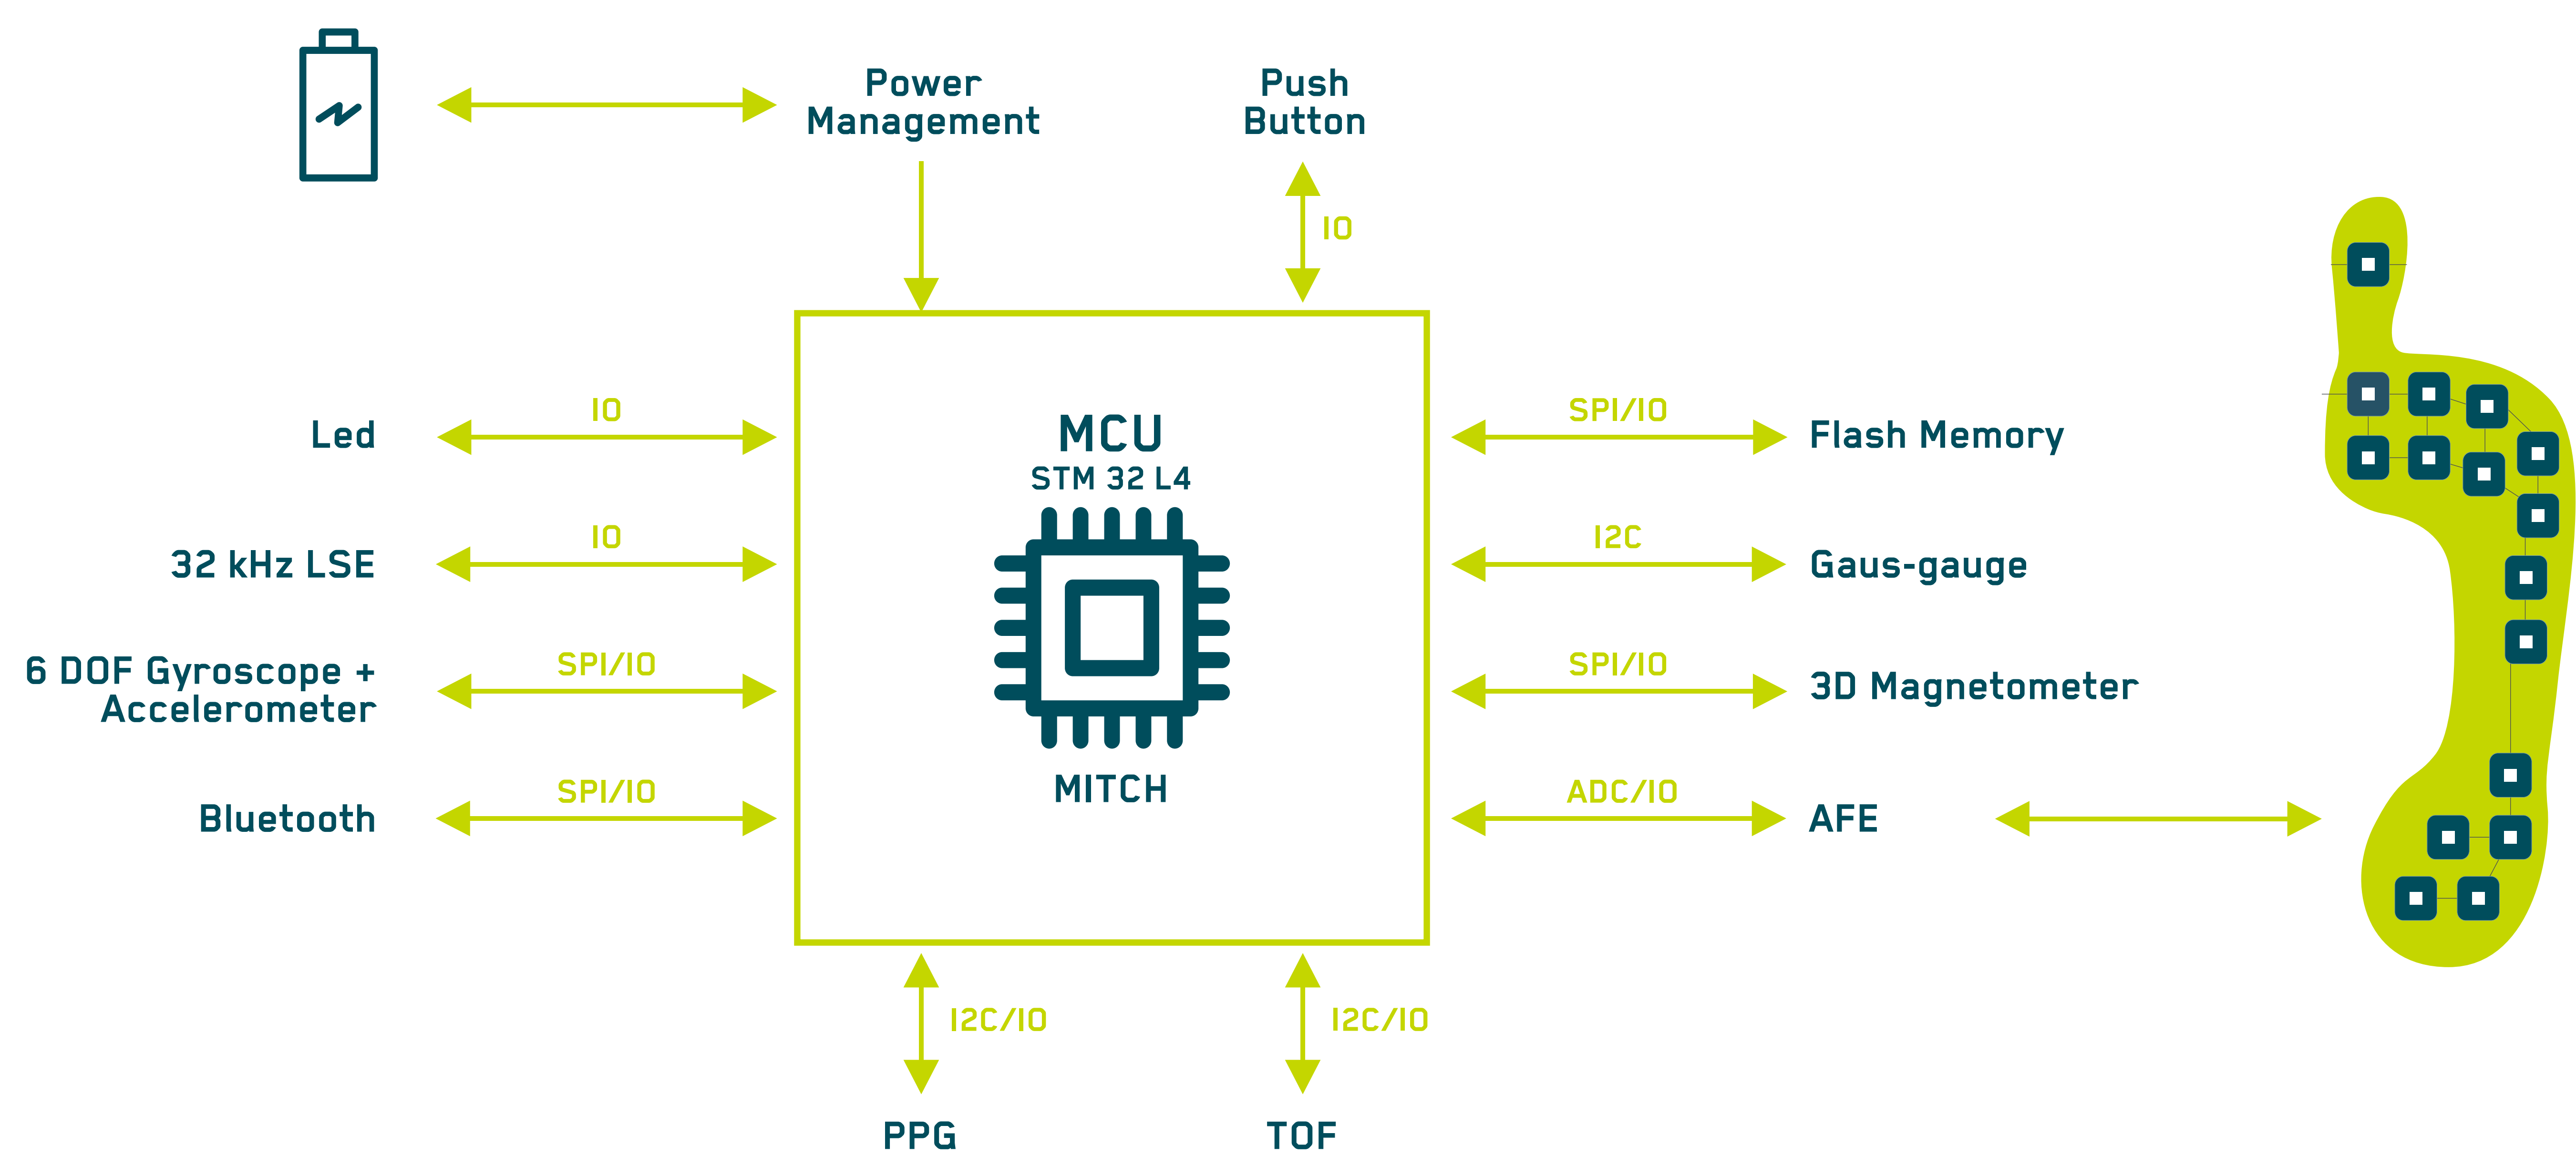 Power
Management
Push
Button
IO
Led
IO
MCU
STM 32 L4
SPI/IO
Flash Memory
32 kHz LSE
IO
I2C
Gaus-gauge
6 DOF Gyroscope +
Accelerometer
SPI/IO
SPI/IO
3D Magnetometer
Bluetooth
SPI/IO
MITCH
ADC/IO
AFE
I2C/IO
I2C/IO
PPG
TOF